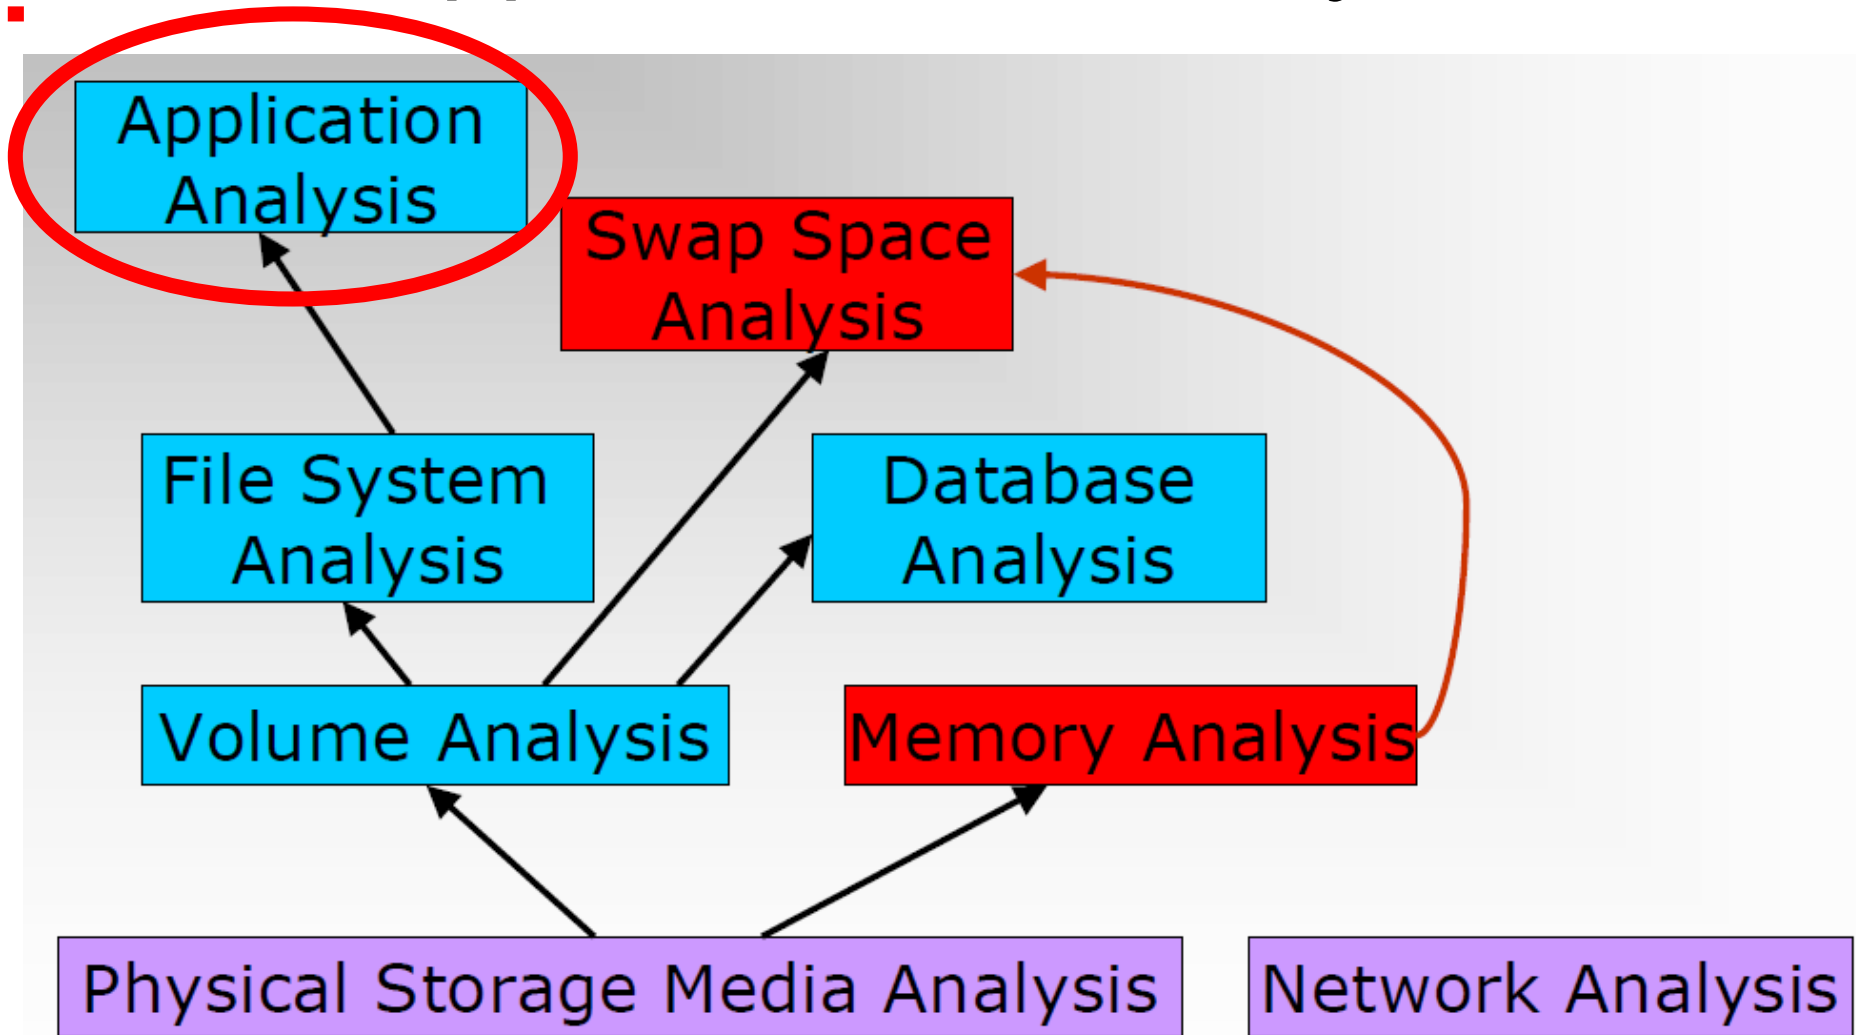 Application
Analysis
Swap Space
Analysis
File System
Analysis
Database
Analysis
Volume Analysis
Memory Analysis
Physical Storage Media Analysis
Network Analysis